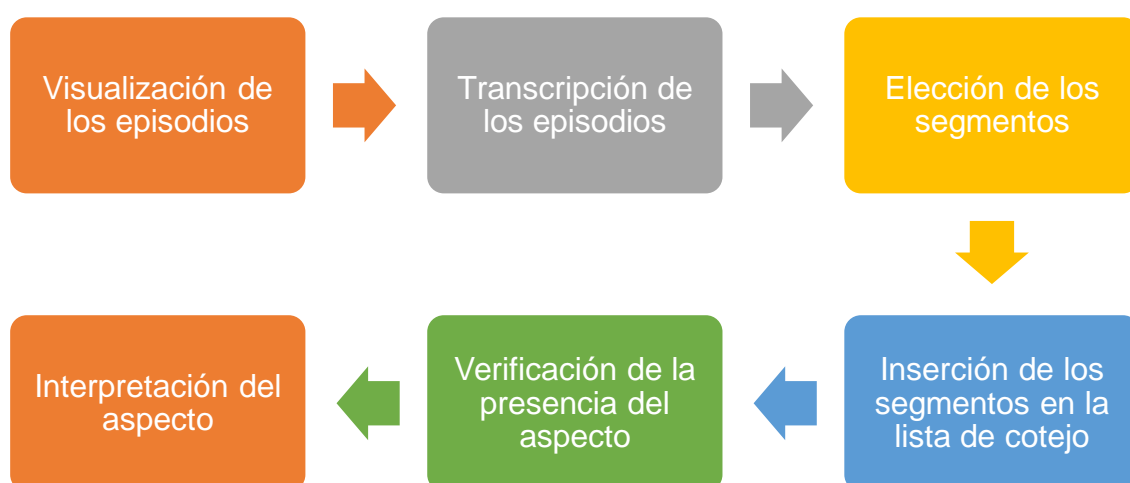 Visualización de
los episodios
Transcripción de
los episodios
Elección de los
segmentos
Inserción de los
segmentos en la
lista de cotejo
Verificación de la
presencia del
aspecto
Interpretación del
aspecto